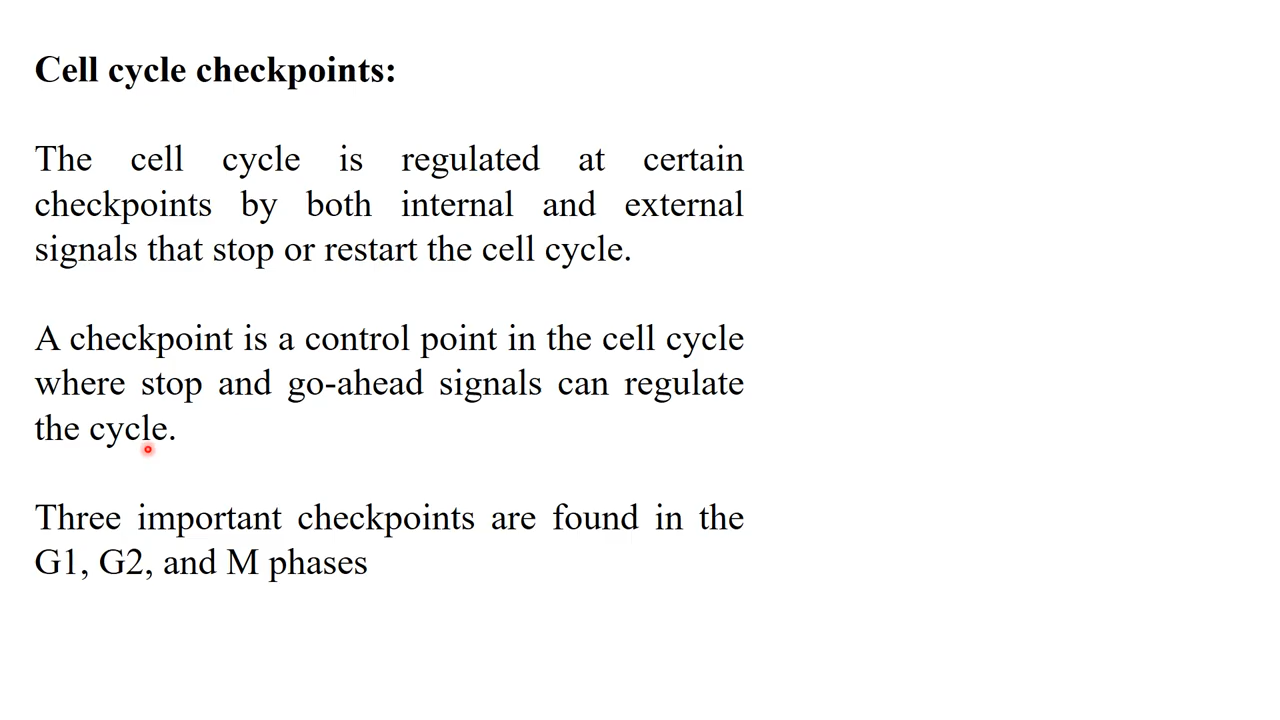 Cell cycle checkpoints:
The cell cycle is regulated at certain
checkpoints by both internal and external
signals that stop or restart the cell cycle.
A checkpoint is a control point in the cell cycle
where stop and go-ahead signals can regulate
the cycle.
Three important checkpoints are found in the
G1, G2, and M phases